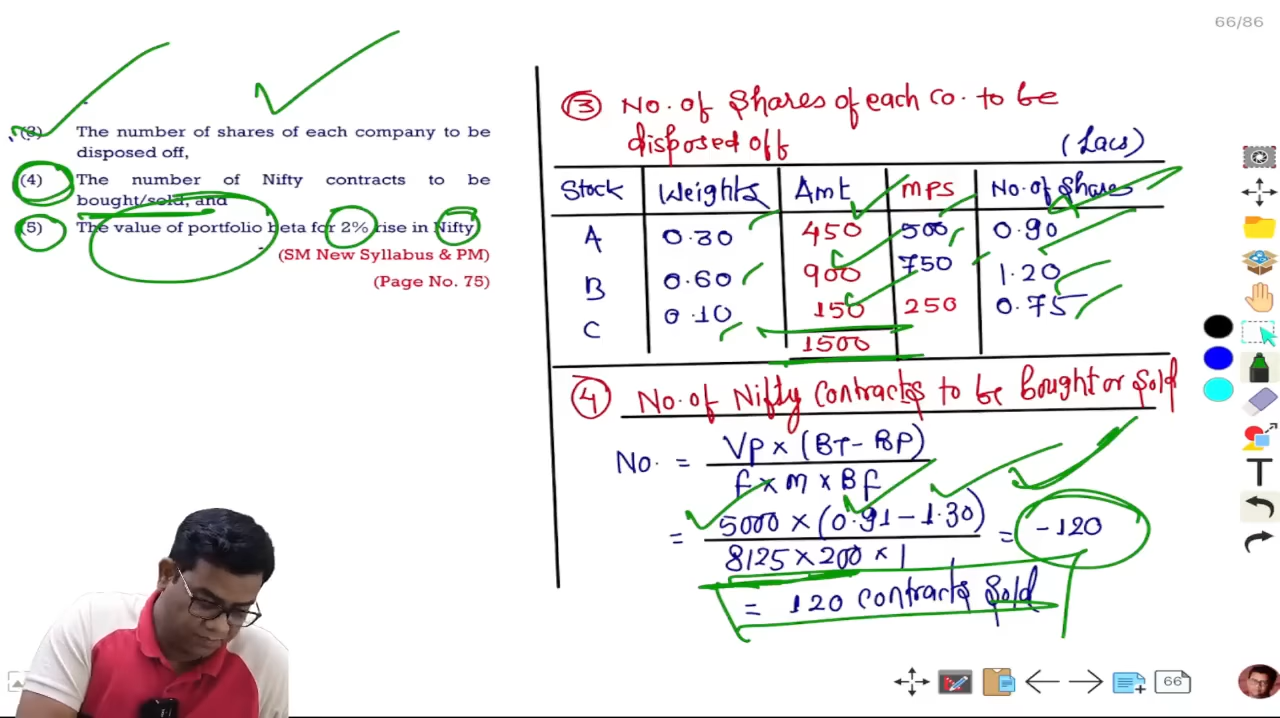 66/86
(3) The number of shares of each company to be
disposed off,
(4) The number of Nifty contracts to be
bought/sold, and
(5) The value of portfolio beta for 2% rise in Nifty
(SM New Syllabus & PM)
(Page No. 75)
③ No. of Shares of each Co. to be
disposed off (Lacs)
Stock Weights Amt MPS No. of Shares
A 0.30 450 500 0.90
B 0.60 900 750 1.20
C 0.10 150 250 0.75
1500
④ No. of Nifty Contracts to be bought or Sold
No. = VP × (BT - BP)
F × M × BF
= 5000 × (0.91 - 1.30) = -120
8125 × 200 × 1
= 120 Contracts Sold
T
66